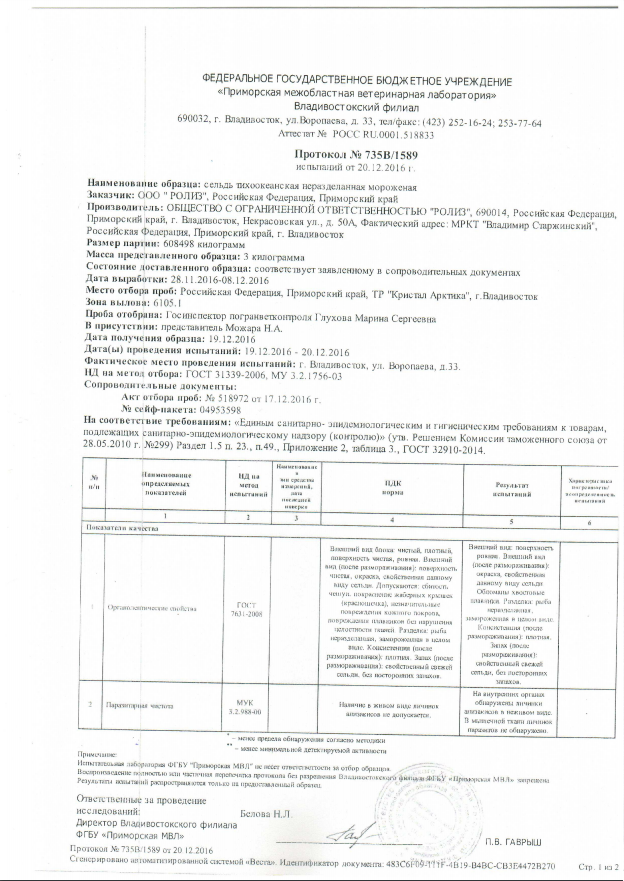 ФЕДЕРАЛЬНОЕ ГОСУДАРСТВЕННОЕ БЮДЖЕТНОЕ УЧРЕЖДЕНИЕ
«Приморская межобластная ветеринарная лаборатория»
Владивостокский филиал
690032, г. Владивосток, ул.Воропаева, д. 33, тел/факс: (423) 252-16-24; 253-77-64
Аттестат № РОСС RU.0001.518833
Протокол № 735В/1589
испытаний от 20.12.2016 г.
Наименование образца: сельдь тихоокеанская неразделанная мороженая
Заказчик: ООО " РОЛИЗ", Российская Федерация, Приморский край
Производитель: ОБЩЕСТВО С ОГРАНИЧЕННОЙ ОТВЕТСТВЕННОСТЬЮ "РОЛИЗ", 690014, Российская Федерация,
Приморский край, г. Владивосток, Некрасовская ул., д. 50А, Фактический адрес: МРКТ "Владимир Старжинский",
Российская Федерация, Приморский край, г. Владивосток
Размер партии: 608498 килограмм
Масса представленного образца: 3 килограмма
Состояние доставленного образца: соответствует заявленному в сопроводительных документах
Дата выработки: 28.11.2016-08.12.2016
Место отбора проб: Российская Федерация, Приморский край, ТР "Кристал Арктика", г.Владивосток
Зона вылова: 6105.1
Проба отобрана: Госинспектор погранветконтроля Глухова Марина Сергеевна
В присутствии: представитель Можара Н.А.
Дата получения образца: 19.12.2016
Дата(ы) проведения испытаний: 19.12.2016 - 20.12.2016
Фактическое место проведения испытаний: г. Владивосток, ул. Воропаева, д.33.
НД на метод отбора: ГОСТ 31339-2006, МУ 3.2.1756-03
Сопроводительные документы:
Акт отбора проб: № 518972 от 17.12.2016 г.
№ сейф-пакета: 04953598
На соответствие требованиям: «Единым санитарно- эпидемиологическим и гигиеническим требованиям к товарам,
подлежащих санитарно-эпидемиологическому надзору (контролю)» (утв. Решением Комиссии таможенного союза от
28.05.2010 г. №299) Раздел 1.5 п. 23., п.49., Приложение 2, таблица 3., ГОСТ 32910-2014.
№ п/п
Наименование определяемых показателей
НД на метод испытаний
ПДК норма
Результат испытаний
1 2 3 4 5 6
Показатели качества
1
Органолептические свойства
ГОСТ
7631-2008
Внешний вид блока: чистый, плотный,
поверхность чистая, ровная. Внешний
вид (после размораживания): поверхность
чистая, окраска, свойственная данному
виду сельди. Допускаются: сбитость
чешуи, покраснение жаберных крышек
(краснощечка), незначительные
повреждения кожного покрова,
повреждения плавников без нарушения
целостности тканей. Разделка: рыба
неразделанная, замороженная в целом
виде. Консистенция (после
размораживания): плотная. Запах (после
размораживания): свойственный свежей
сельди, без посторонних запахов.
Внешний вид: поверхность
ровная. Внешний вид
(после размораживания):
окраска, свойственная
данному виду сельди
Обломаны хвостовые
плавники. Разделка: рыба
неразделанная,
замороженная в целом виде.
Консистенция (после
размораживания): плотная.
Запах (после
размораживания):
свойственный свежей
сельди, без посторонних
запахов.
2
Паразитарная чистота
МУК
3.2.988-00
Наличие в живом виде личинок
анизакисов не допускается.
На внутренних органах
обнаружены личинки
анизакисов в неживом виде.
В мышечной ткани личинок
паразитов не обнаружено.
* - менее предела обнаружения согласно методики
** - менее минимальной детектируемой активности
Примечание:
Испытательная лаборатория ФГБУ "Приморская МВЛ" не несет ответственности за отбор образцов.
Воспроизведение полностью или частичная перепечатка протокола без разрешения Владивостокского филиала ФГБУ «Приморская МВЛ» запрещена
Результаты испытаний распространяются только на представленный образец
Ответственные за проведение
исследований: Белова Н.Л.
Директор Владивостокского филиала
ФГБУ «Приморская МВЛ» П.В. ГАВРЫШ
Протокол № 735В/1589 от 20.12.2016
Сгенерировано автоматизированной системой «Веста». Идентификатор документа: 4B19-B4BC-CB3E4472B270 Стр. 1 из 2